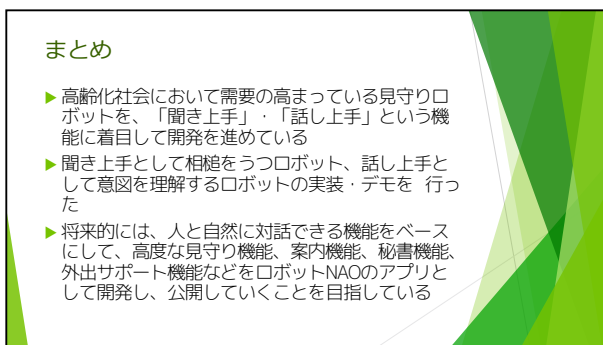 まとめ
高齢化社会において需要の高まっている見守りロ
ボットを、「聞き上手」・「話し上手」という機
能に着目して開発を進めている
聞き上手として相槌をうつロボット、話し上手と
して意図を理解するロボットの実装・デモを 行っ
た
将来的には、人と自然に対話できる機能をベース
にして、高度な見守り機能、案内機能、秘書機能、
外出サポート機能などをロボットNAOのアプリと
して開発し、公開していくことを目指している